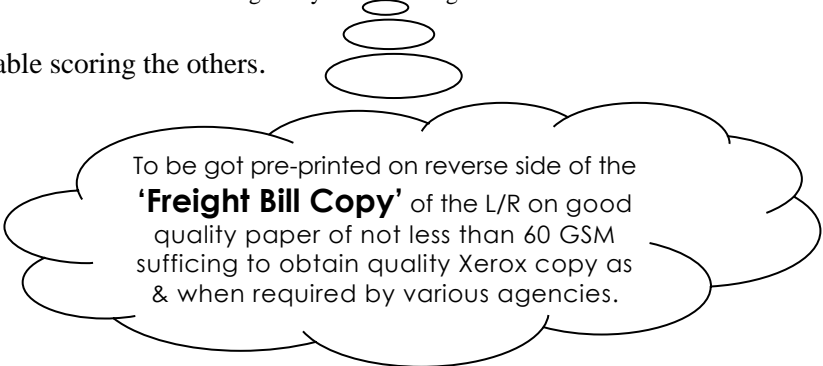 able scoring the others.
To be got pre-printed on reverse side of the
‘Freight Bill Copy’ of the L/R on good
quality paper of not less than 60 GSM
sufficing to obtain quality Xerox copy as
& when required by various agencies.